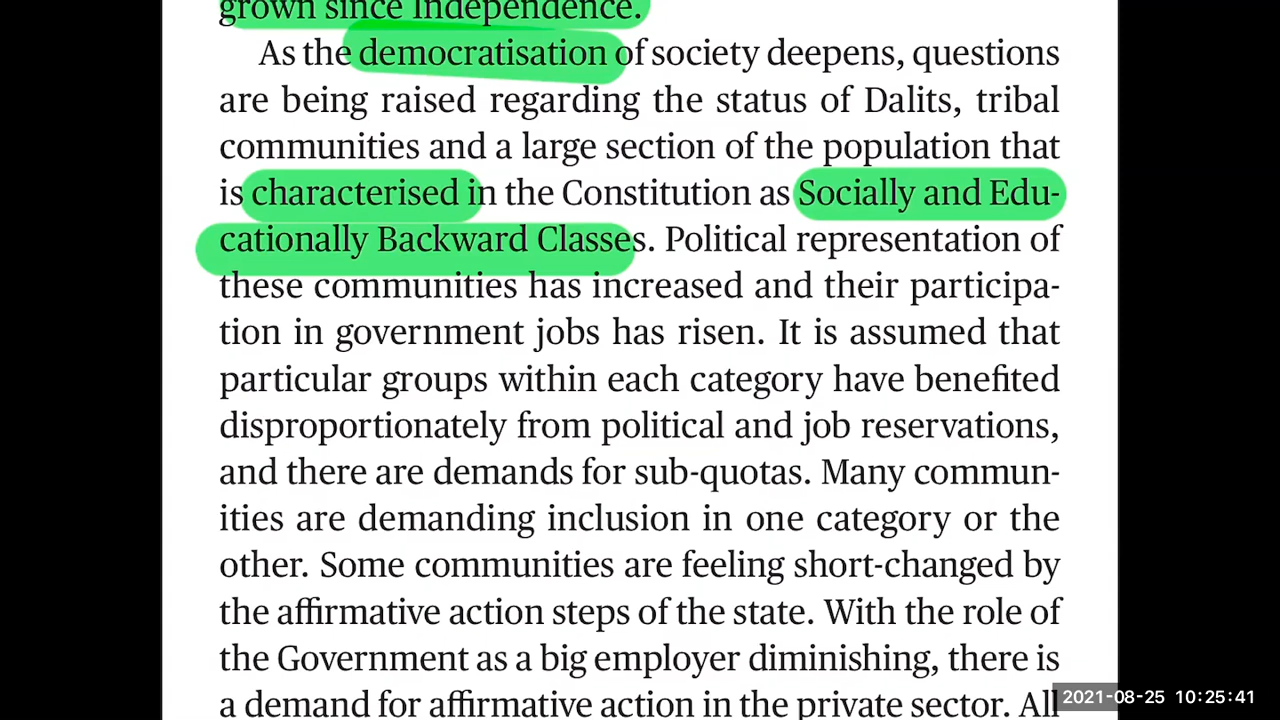 grown since Independence.
As the democratisation of society deepens, questions
are being raised regarding the status of Dalits, tribal
communities and a large section of the population that
is characterised in the Constitution as Socially and Edu-
cationally Backward Classes. Political representation of
these communities has increased and their participa-
tion in government jobs has risen. It is assumed that
particular groups within each category have benefited
disproportionately from political and job reservations,
and there are demands for sub-quotas. Many commun-
ities are demanding inclusion in one category or the
other. Some communities are feeling short-changed by
the affirmative action steps of the state. With the role of
the Government as a big employer diminishing, there is
a demand for affirmative action in the private sector. All
2021-08-25 10:25:41